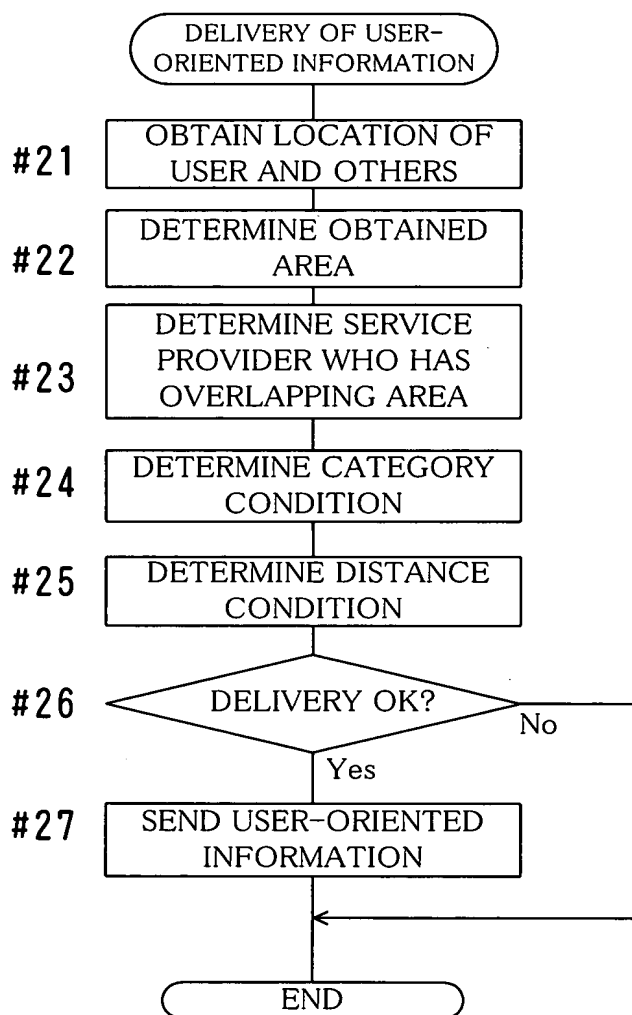 DELIVERY OF USER-
ORIENTED INFORMATION
#21
OBTAIN LOCATION OF
USER AND OTHERS
#22
DETERMINE OBTAINED
AREA
#23
DETERMINE SERVICE
PROVIDER WHO HAS
OVERLAPPING AREA
#24
DETERMINE CATEGORY
CONDITION
#25
DETERMINE DISTANCE
CONDITION
#26
DELIVERY OK?
No
Yes
#27
SEND USER-ORIENTED
INFORMATION
END